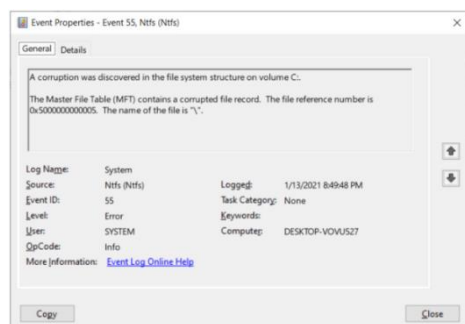 Event Properties - Event 55, Ntfs (Ntfs)
General Details
A corruption was discovered in the file system structure on volume C:.
The Master File Table (MFT) contains a corrupted file record. The file reference number is
0x5000000000005. The name of the file is "\".
Log Name: System
Source: Ntfs (Ntfs) Logged: 1/13/2021 8:49:48 PM
Event ID: 55 Task Category: None
Level: Error Keywords:
User: SYSTEM Computer: DESKTOP-VOVUS27
OpCode: Info
More Information: Event Log Online Help
Copy Close